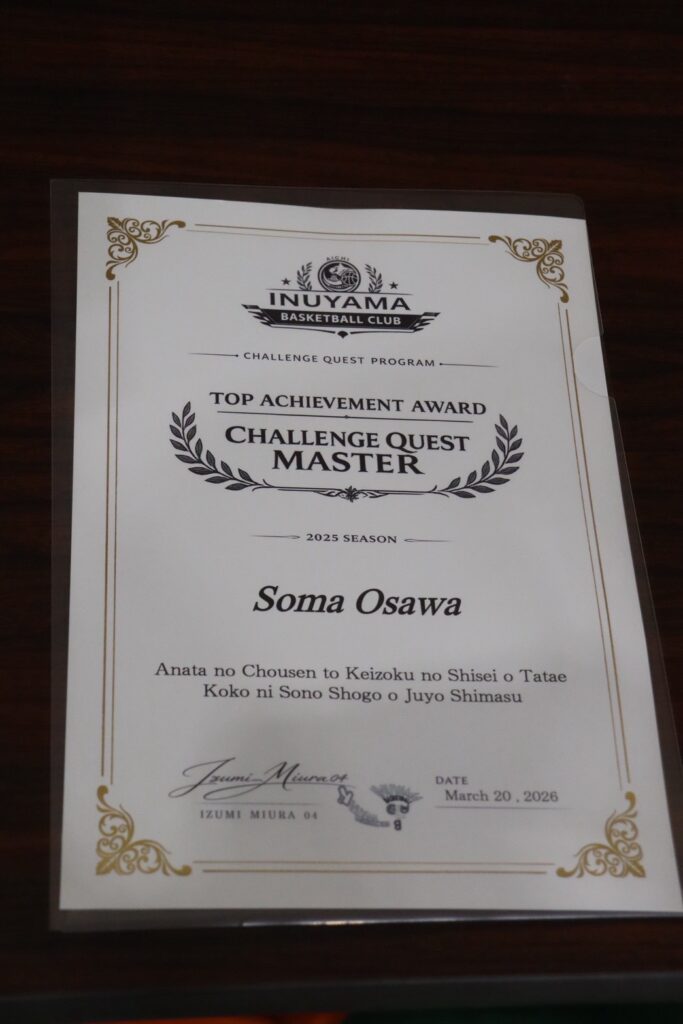 AICHI
INUYAMA
BASKETBALL CLUB
CHALLENGE QUEST PROGRAM
TOP ACHIEVEMENT AWARD
CHALLENGE QUEST
MASTER
2025 SEASON
Soma Osawa
Anata no Chousen to Keizoku no Shisei o Tatae
Koko ni Sono Shogo o Juyo Shimasu
Izumi Miura 04
IZUMI MIURA 04
DATE
March 20 , 2026